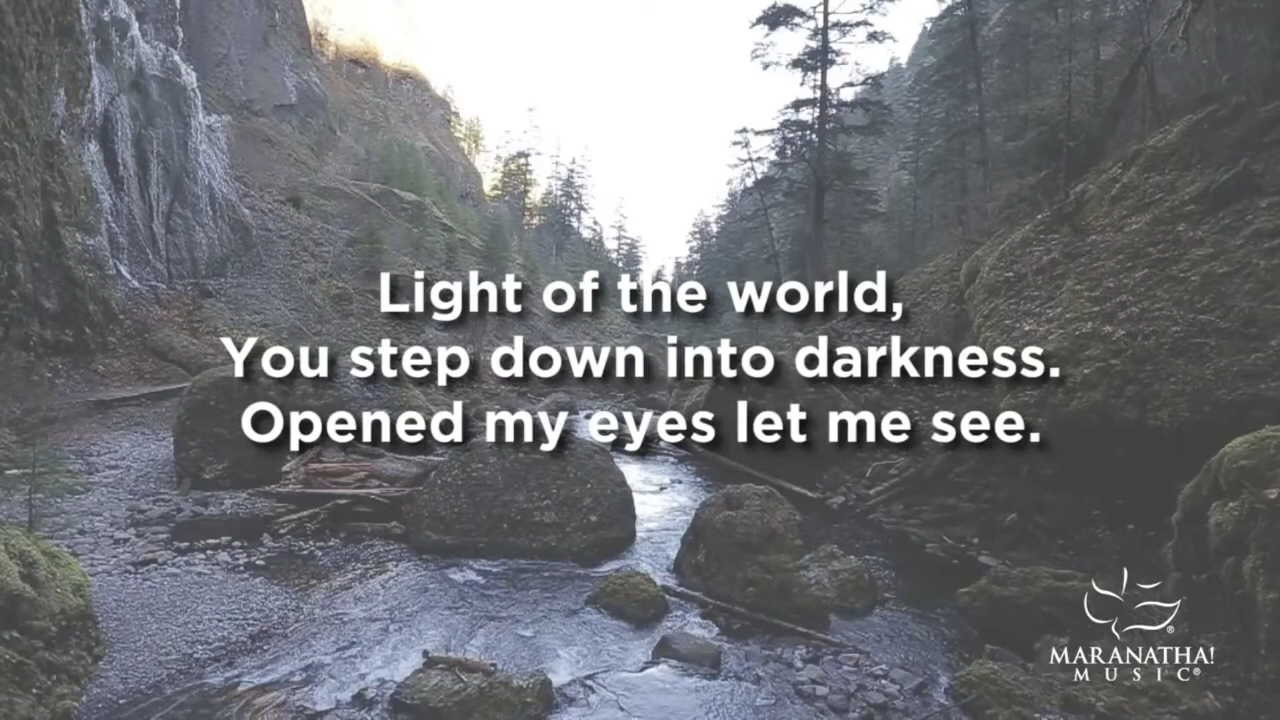 Light of the world,
You step down into darkness.
Opened my eyes let me see.
®
MARANATHA!
MUSIC®